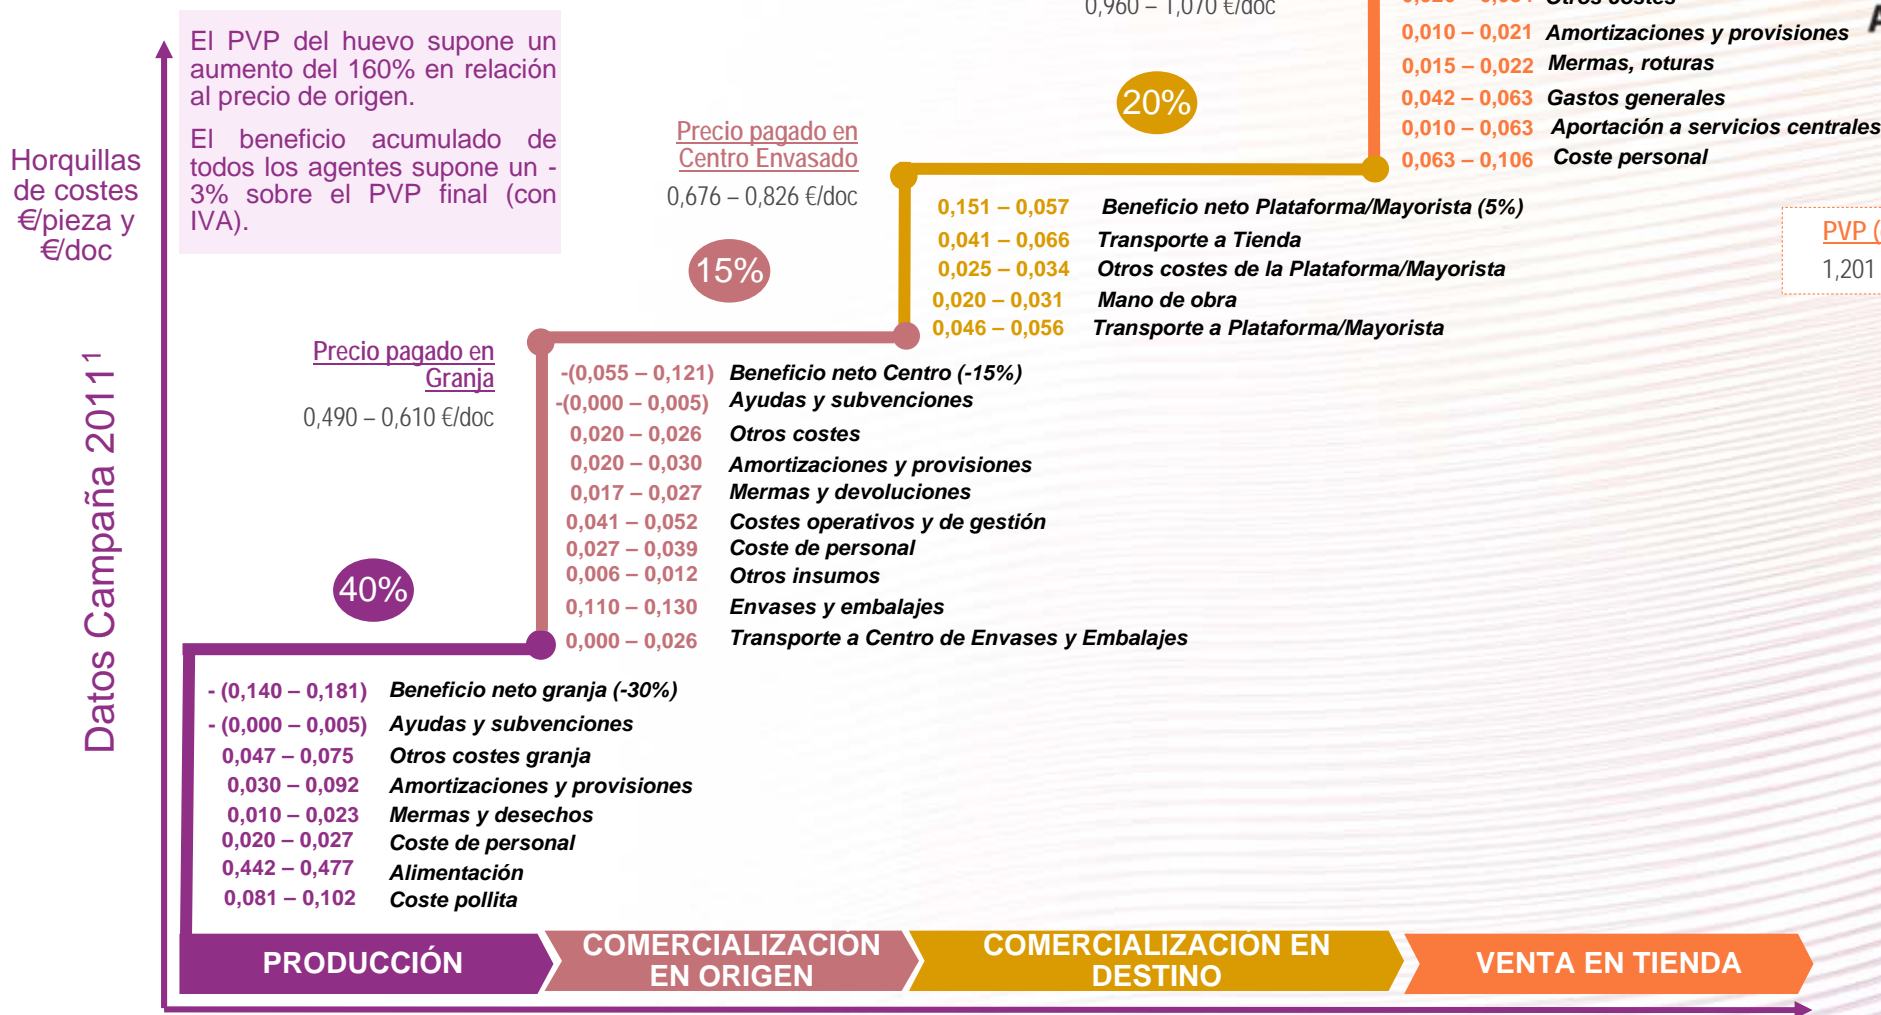 0,960 – 1,070 €/doc
El PVP del huevo supone un
aumento del 160% en relación
al precio de origen.
El beneficio acumulado de
todos los agentes supone un -
3% sobre el PVP final (con
IVA).
Horquillas
de costes
€/pieza y
€/doc
Datos Campaña 2011¹
0,010 – 0,021 Amortizaciones y provisiones
0,015 – 0,022 Mermas, roturas
0,042 – 0,063 Gastos generales
0,010 – 0,063 Aportación a servicios centrales
0,063 – 0,106 Coste personal
20%
Precio pagado en
Centro Envasado
0,676 – 0,826 €/doc
15%
0,151 – 0,057 Beneficio neto Plataforma/Mayorista (5%)
0,041 – 0,066 Transporte a Tienda
0,025 – 0,034 Otros costes de la Plataforma/Mayorista
0,020 – 0,031 Mano de obra
0,046 – 0,056 Transporte a Plataforma/Mayorista
PVP (
1,201
Precio pagado en
Granja
0,490 – 0,610 €/doc
40%
-(0,055 – 0,121) Beneficio neto Centro (-15%)
-(0,000 – 0,005) Ayudas y subvenciones
0,020 – 0,026 Otros costes
0,020 – 0,030 Amortizaciones y provisiones
0,017 – 0,027 Mermas y devoluciones
0,041 – 0,052 Costes operativos y de gestión
0,027 – 0,039 Coste de personal
0,006 – 0,012 Otros insumos
0,110 – 0,130 Envases y embalajes
0,000 – 0,026 Transporte a Centro de Envases y Embalajes
- (0,140 – 0,181) Beneficio neto granja (-30%)
- (0,000 – 0,005) Ayudas y subvenciones
0,047 – 0,075 Otros costes granja
0,030 – 0,092 Amortizaciones y provisiones
0,010 – 0,023 Mermas y desechos
0,020 – 0,027 Coste de personal
0,442 – 0,477 Alimentación
0,081 – 0,102 Coste pollita
PRODUCCIÓN
COMERCIALIZACIÓN
EN ORIGEN
COMERCIALIZACIÓN EN
DESTINO
VENTA EN TIENDA